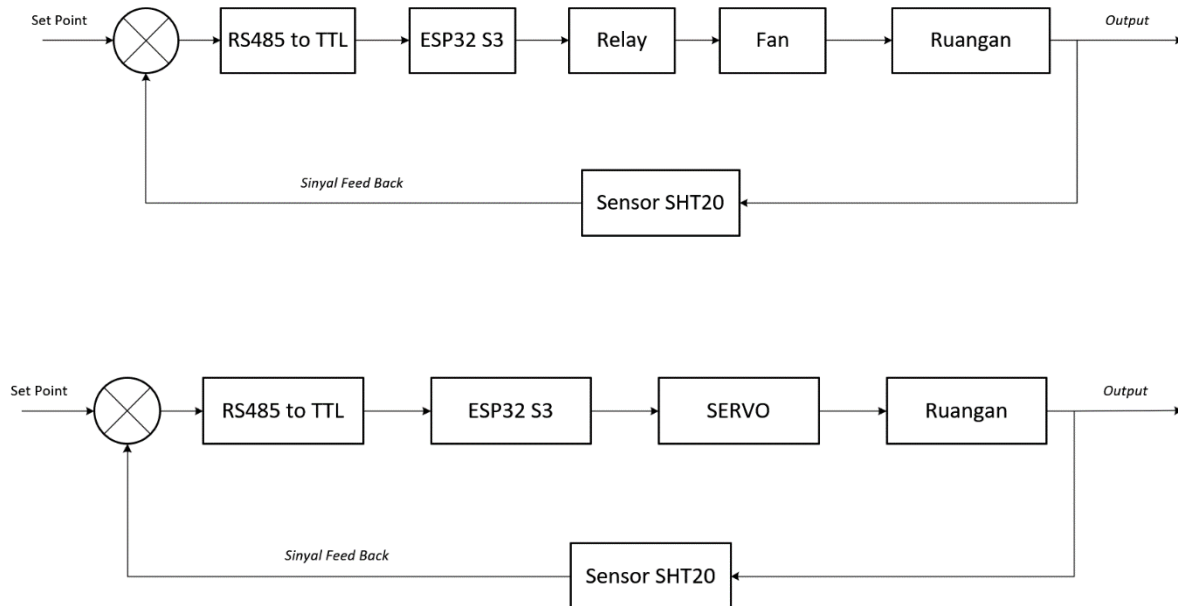 Set Point
RS485 to TTL
ESP32 S3
Relay
Fan
Ruangan
Output
Sinyal Feed Back
Sensor SHT20
Set Point
RS485 to TTL
ESP32 S3
SERVO
Ruangan
Output
Sinyal Feed Back
Sensor SHT20